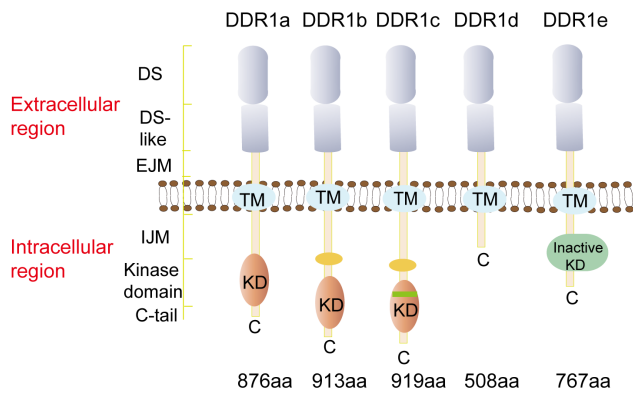 DDR1a DDR1b DDR1c DDR1d DDR1e
DS
Extracellular
region
DS-
like
EJM
TM TM TM TM TM
IJM
Intracellular
region
Inactive
KD
C
Kinase
domain
KD KD KD
C
C-tail
C C C
876aa 913aa 919aa 508aa 767aa